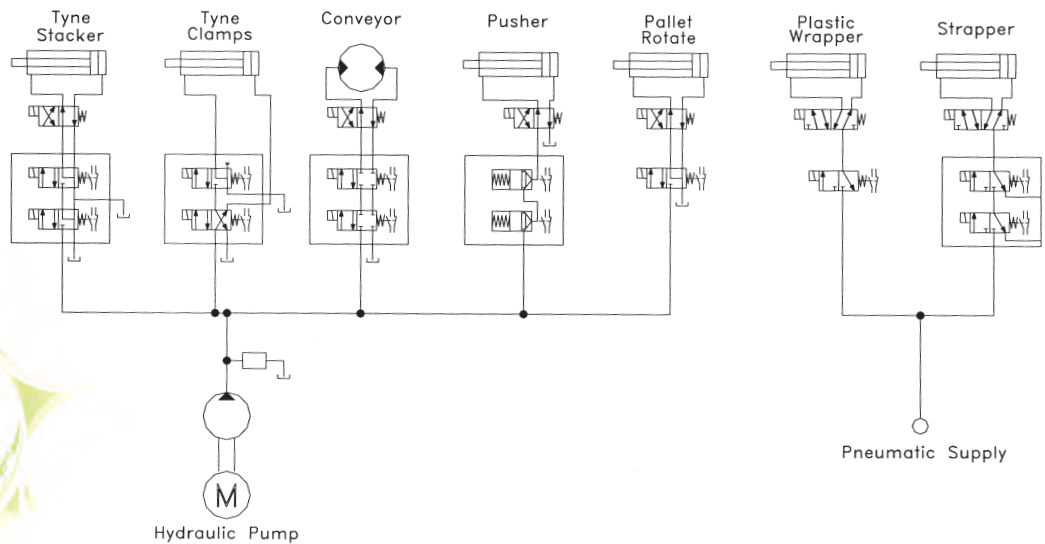 Tyne
Stacker
Tyne
Clamps
Conveyor
Pusher
Pallet
Rotate
Plastic
Wrapper
Strapper
M
Hydraulic Pump
Pneumatic Supply